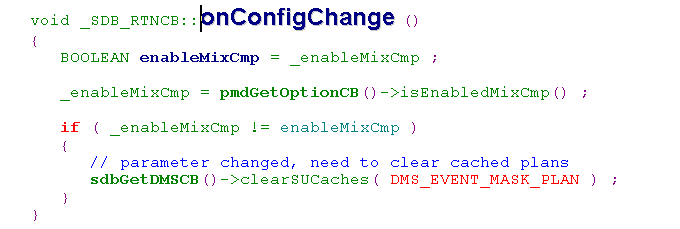 void _SDB_RTNCB::onConfigChange ()
{
BOOLEAN enableMixCmp = _enableMixCmp ;
_enableMixCmp = pmdGetOptionCB()->isEnabledMixCmp() ;
if ( _enableMixCmp != enableMixCmp )
{
// parameter changed, need to clear cached plans
sdbGetDMSCB()->clearSUCaches( DMS_EVENT_MASK_PLAN ) ;
}
}